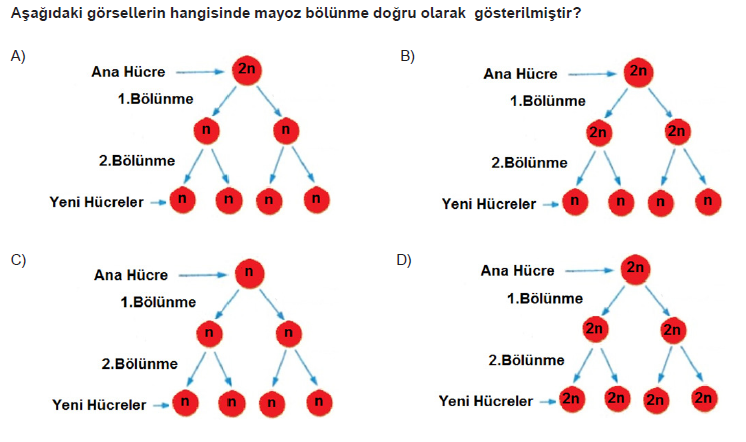 Aşağıdaki görsellerin hangisinde mayoz bölünme doğru olarak gösterilmiştir?
A)
Ana Hücre
2n
1.Bölünme
n n
2.Bölünme
Yeni Hücreler
n n n n
B)
Ana Hücre
2n
1.Bölünme
2n 2n
2.Bölünme
Yeni Hücreler
n n n n
C)
Ana Hücre
n
1.Bölünme
n n
2.Bölünme
Yeni Hücreler
n n n n
D)
Ana Hücre
2n
1.Bölünme
2n 2n
2.Bölünme
Yeni Hücreler
2n 2n 2n 2n